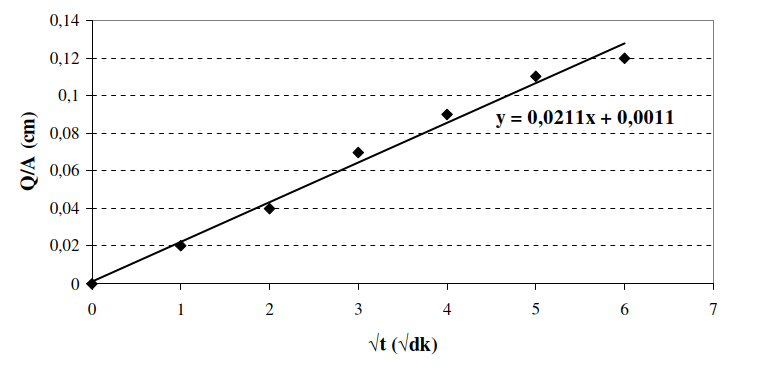 0,14
0,12
0,1
0,08
0,06
0,04
0,02
0
Q/A (cm)
y = 0,0211x + 0,0011
0 1 2 3 4 5 6 7
√t (√dk)